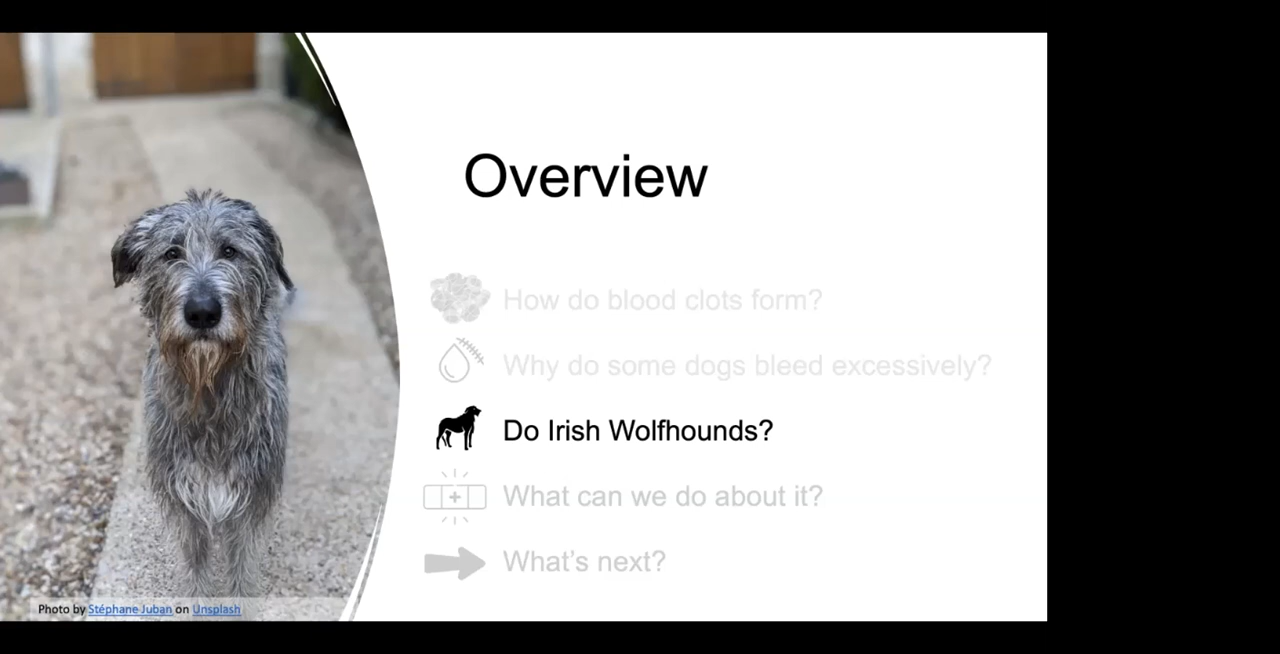 Overview
How do blood clots form?
Why do some dogs bleed excessively?
Do Irish Wolfhounds?
What can we do about it?
What’s next?
Photo by Stéphane Juban on Unsplash